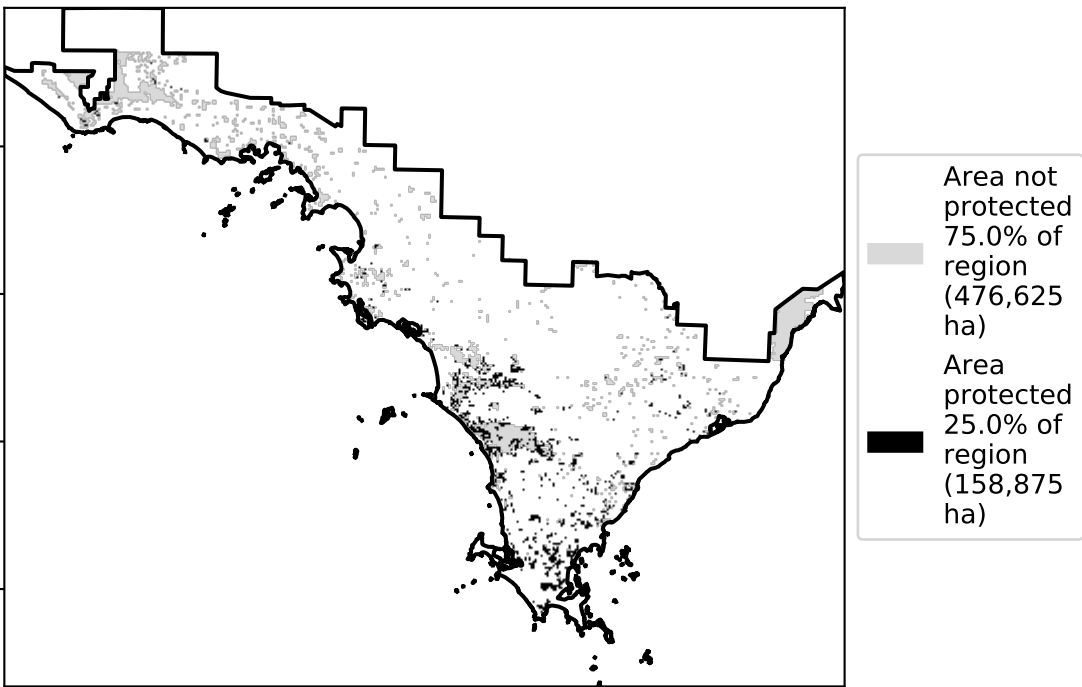 Area not
protected
75.0% of
region
(476,625
ha)
Area
protected
25.0% of
region
(158,875
ha)